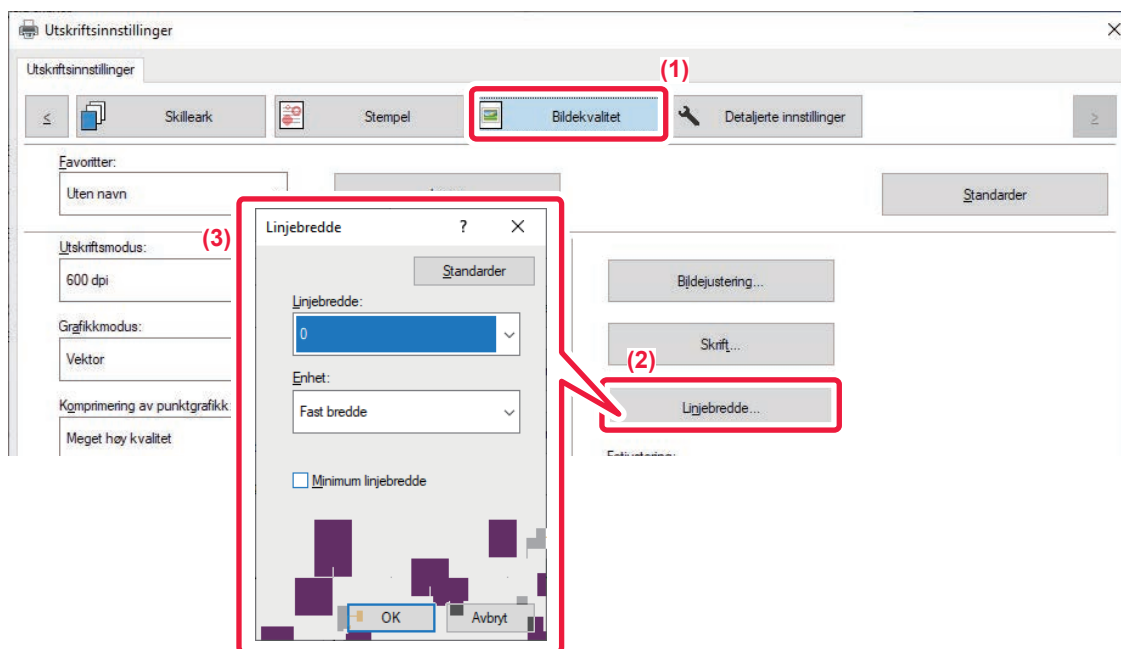 Utskriftsinnstillinger
Utskriftsinnstillinger
(1)
< Skilleark Stempel Bildekvalitet Detaljerte innstillinger >
Favoritter:
Uten navn
Standarder
(3)
Linjebredde ? ×
Utskriftsmodus:
600 dpi
Standarder
Bildejustering...
Linjebredde:
0
Grafikkmodus:
Vektor
Skrift...
(2)
Enhet:
Fast bredde
Linjebredde...
Komprimering av punktgrafikk:
Meget høy kvalitet
Minimum linjebredde
OK Avbryt